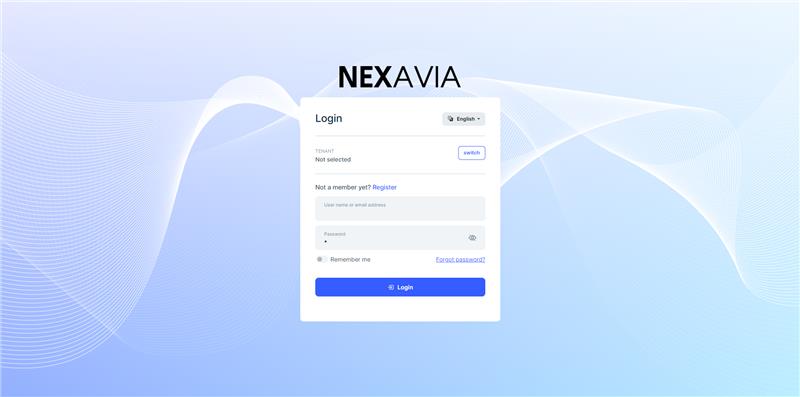 NEXAVIA
Login
English
TENANT
Not selected
switch
Not a member yet? Register
User name or email address
Password
•
Remember me
Forgot password?
Login